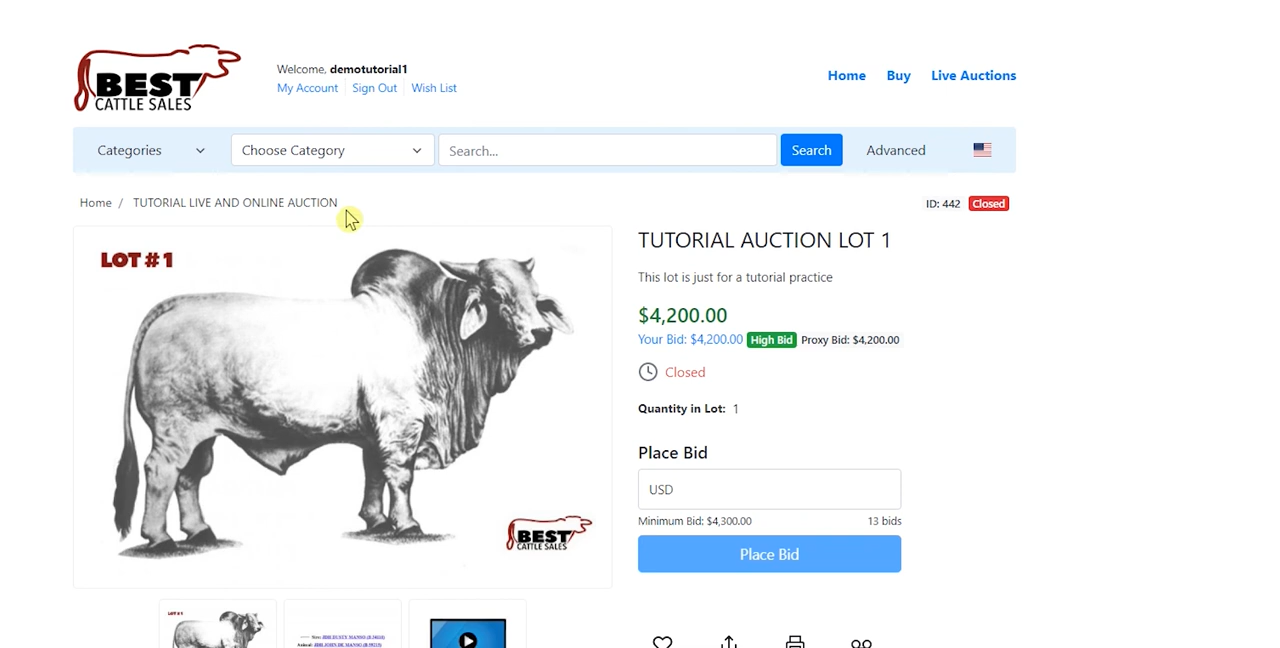 BEST
CATTLE SALES
Welcome, demotutorial1
My Account Sign Out Wish List
Home Buy Live Auctions
Categories Choose Category Search... Search Advanced
Home / TUTORIAL LIVE AND ONLINE AUCTION
ID: 442 Closed
LOT # 1
BEST
CATTLE SALES
TUTORIAL AUCTION LOT 1
This lot is just for a tutorial practice
$4,200.00
Your Bid: $4,200.00 High Bid Proxy Bid: $4,200.00
Closed
Quantity in Lot: 1
Place Bid
USD
Minimum Bid: $4,300.00 13 bids
Place Bid
LOT # 1